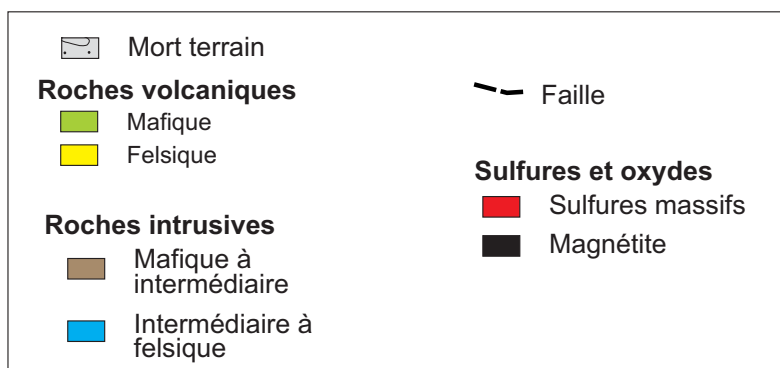 Mort terrain
Roches volcaniques
Mafique
Felsique
Roches intrusives
Mafique à
intermédiaire
Intermédiaire à
felsique
Faille
Sulfures et oxydes
Sulfures massifs
Magnétite